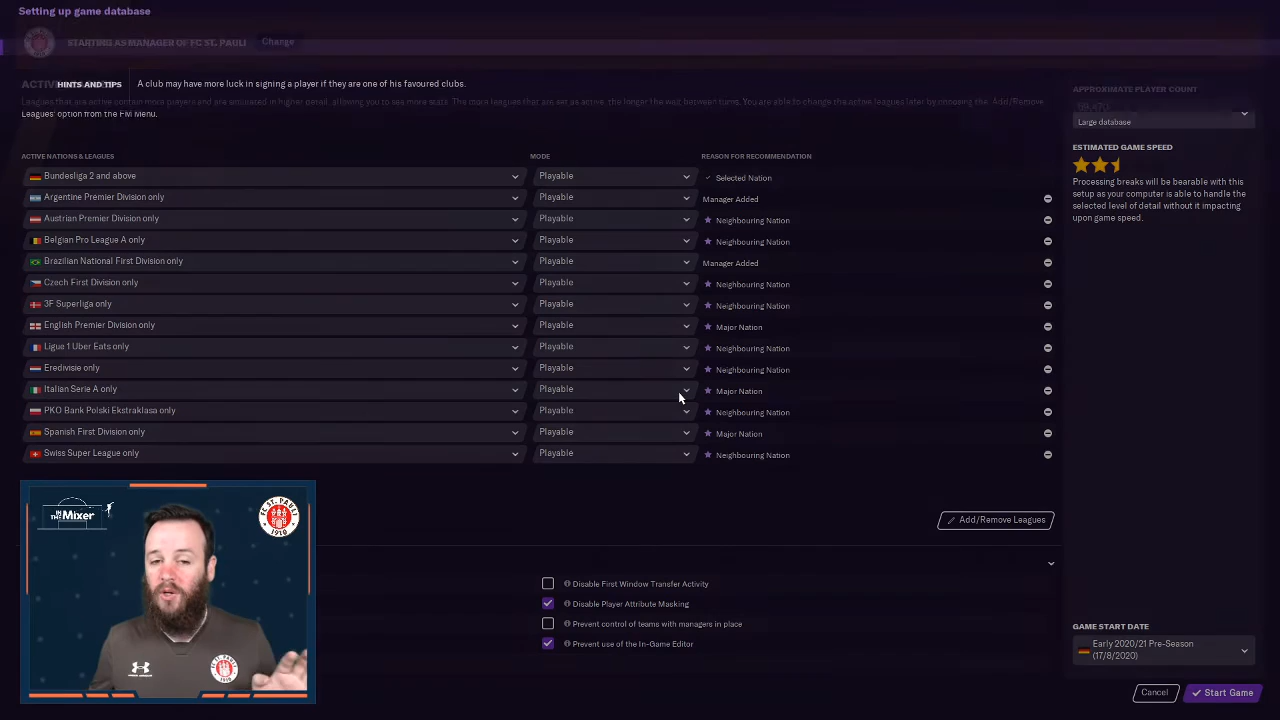 Setting up game database
STARTING AS MANAGER OF FC ST. PAULI
Change
HINTS AND TIPS
A club may have more luck in signing a player if they are one of his favoured clubs.
Leagues that are active contain more players and are simulated in higher detail, allowing you to see more stats. The more leagues that are set as active, the longer the wait between turns. You are able to change the active leagues later by choosing the 'Add/Remove
Leagues' option from the FM Menu.
ACTIVE NATIONS & LEAGUES MODE REASON FOR RECOMMENDATION
Bundesliga 2 and above Playable Selected Nation
Argentine Premier Division only Playable Manager Added
Austrian Premier Division only Playable Neighbouring Nation
Belgian Pro League A only Playable Neighbouring Nation
Brazilian National First Division only Playable Manager Added
Czech First Division only Playable Neighbouring Nation
3F Superliga only Playable Neighbouring Nation
English Premier Division only Playable Major Nation
Ligue 1 Uber Eats only Playable Neighbouring Nation
Eredivisie only Playable Neighbouring Nation
Italian Serie A only Playable Major Nation
PKO Bank Polski Ekstraklasa only Playable Neighbouring Nation
Spanish First Division only Playable Major Nation
Swiss Super League only Playable Neighbouring Nation
Add/Remove Leagues
Disable First Window Transfer Activity
Disable Player Attribute Masking
Prevent control of teams with managers in place
Prevent use of the In-Game Editor
APPROXIMATE PLAYER COUNT
59,470
Large database
ESTIMATED GAME SPEED
Processing breaks will be bearable with this
setup as your computer is able to handle the
selected level of detail without it impacting
upon game speed.
GAME START DATE
Early 2020/21 Pre-Season
(17/8/2020)
Cancel
Start Game
IN THE Mixer
FC ST. PAULI
1910